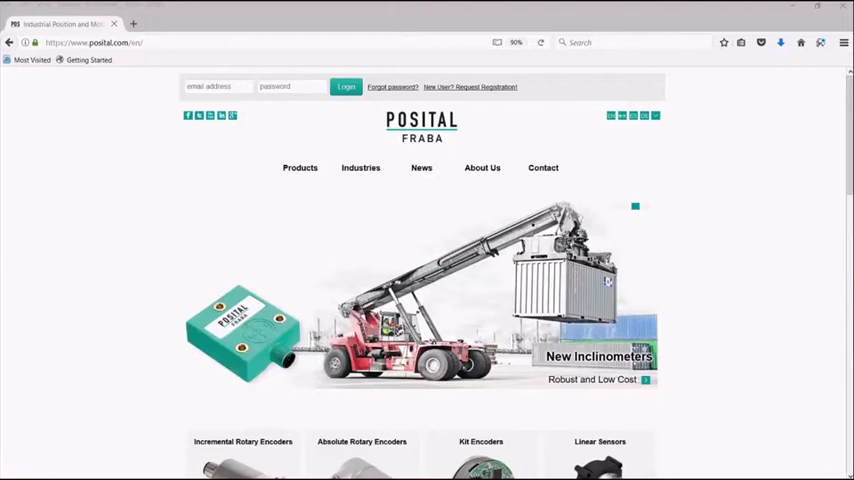 Industrial Position and Mo
https://www.posital.com/en/
90%
Search
Most Visited
Getting Started
email address
password
Login
Forgot password?
New User? Request Registration!
POSITAL
FRABA
Products
Industries
News
About Us
Contact
POSITAL
FRABA
New Inclinometers
Robust and Low Cost
Incremental Rotary Encoders
Absolute Rotary Encoders
Kit Encoders
Linear Sensors